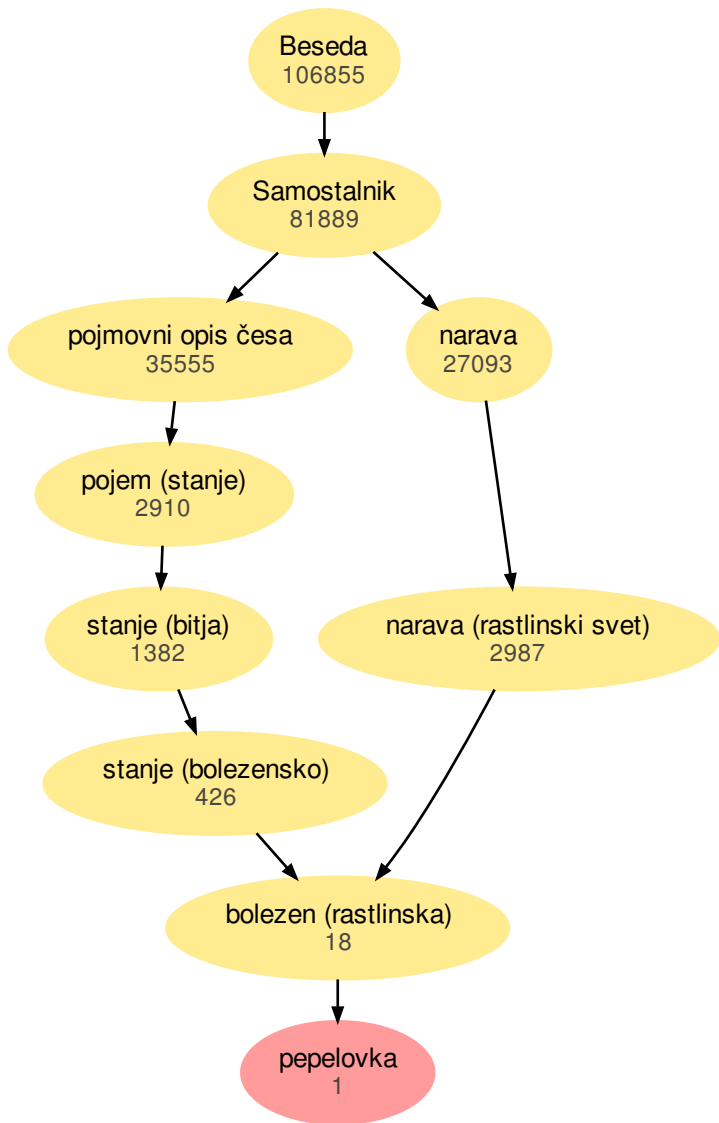 Beseda
106855
Samostalnik
81889
pojmovni opis česa
35555
narava
27093
pojem (stanje)
2910
stanje (bitja)
1382
narava (rastlinski svet)
2987
stanje (bolezensko)
426
bolezen (rastlinska)
18
pepelovka
1